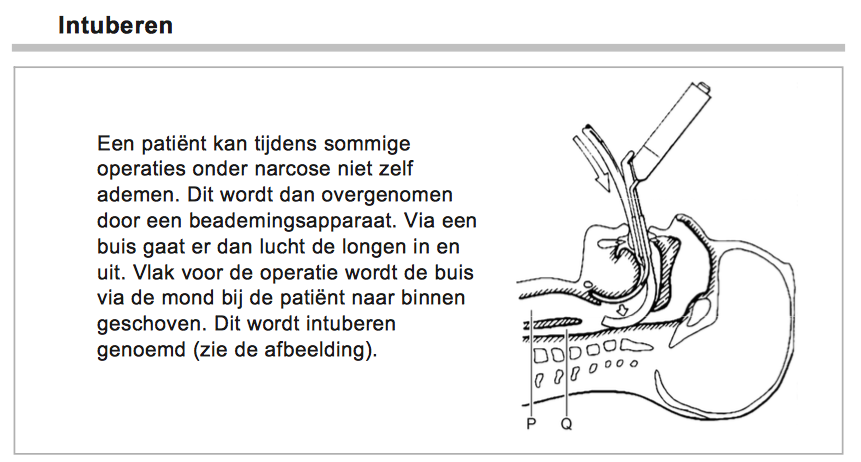 Intuberen
Een patiënt kan tijdens sommige
operaties onder narcose niet zelf
ademen. Dit wordt dan overgenomen
door een beademingsapparaat. Via een
buis gaat er dan lucht de longen in en
uit. Vlak voor de operatie wordt de buis
via de mond bij de patiënt naar binnen
geschoven. Dit wordt intuberen
genoemd (zie de afbeelding).
P Q